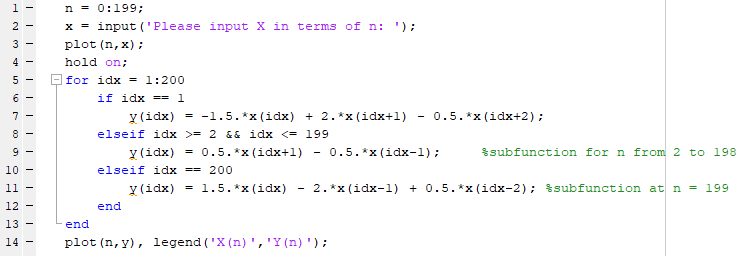 1 - n = 0:199;
2 - x = input('Please input X in terms of n: ');
3 - plot(n,x);
4 - hold on;
5 - for idx = 1:200
6 - if idx == 1
7 - y(idx) = -1.5.*x(idx) + 2.*x(idx+1) - 0.5.*x(idx+2);
8 - elseif idx >= 2 && idx <= 199
9 - y(idx) = 0.5.*x(idx+1) - 0.5.*x(idx-1); %subfunction for n from 2 to 198
10 - elseif idx == 200
11 - y(idx) = 1.5.*x(idx) - 2.*x(idx-1) + 0.5.*x(idx-2); %subfunction at n = 199
12 - end
13 - end
14 - plot(n,y), legend('X(n)','Y(n)');